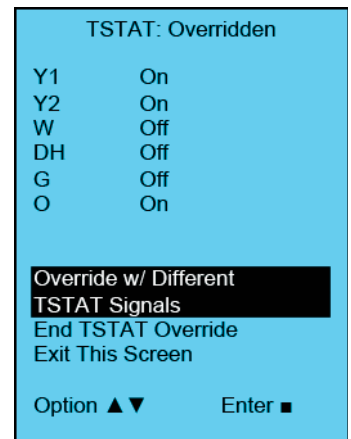 TSTAT: Overridden
Y1 On
Y2 On
W Off
DH Off
G Off
O On
Override w/ Different
TSTAT Signals
End TSTAT Override
Exit This Screen
Option ▲▼ Enter ■